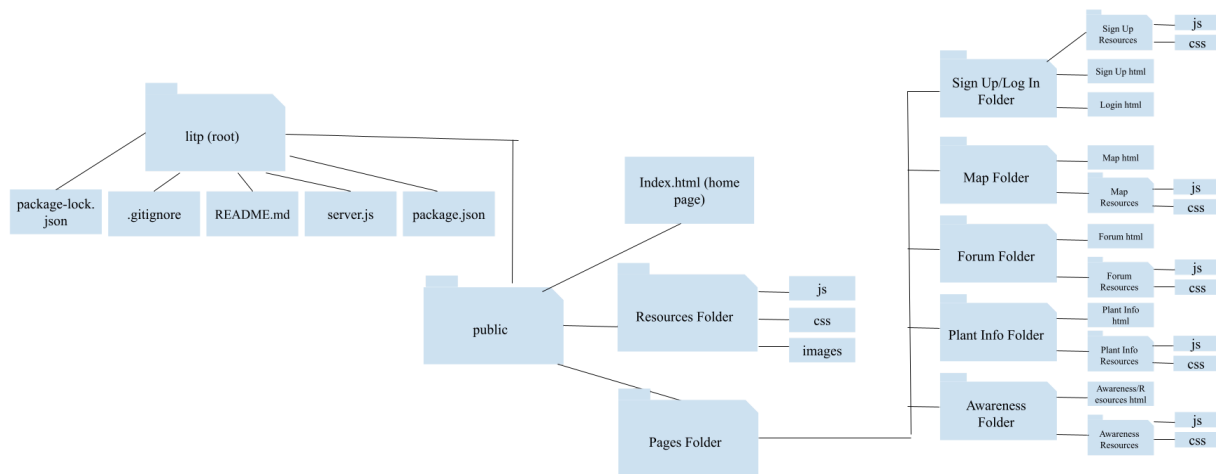 litp (root)
package-lock.
json
.gitignore
README.md
server.js
package.json
public
Index.html (home
page)
Resources Folder
js
css
images
Pages Folder
Sign Up/Log In
Folder
Sign Up
Resources
js
css
Sign Up html
Login html
Map Folder
Map html
Map
Resources
js
css
Forum Folder
Forum html
Forum
Resources
js
css
Plant Info Folder
Plant Info
html
Plant Info
Resources
js
css
Awareness
Folder
Awareness/R
esources html
Awareness
Resources
js
css